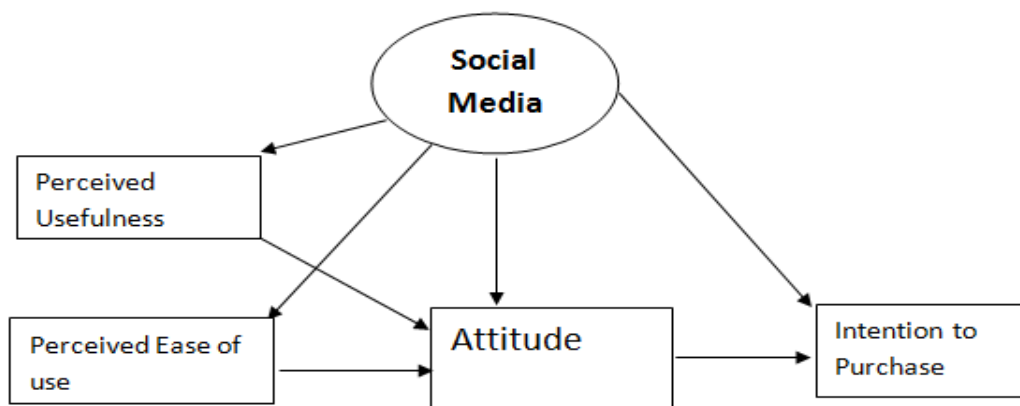 Social
Media
Perceived
Usefulness
Perceived Ease of
use
Attitude
Intention to
Purchase